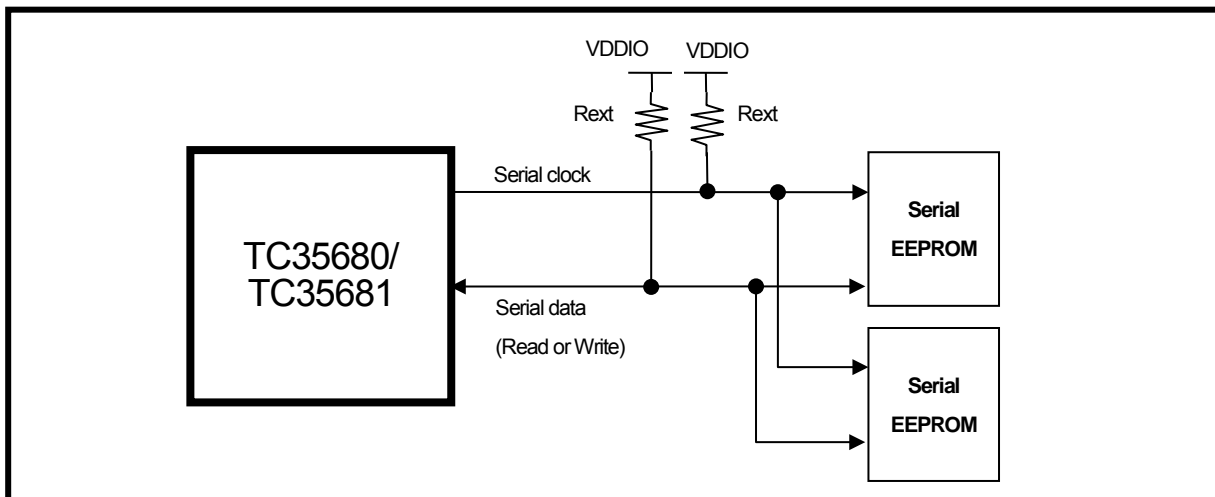 VDDIO
VDDIO
Rext
Rext
Serial clock
Serial
EEPROM
TC35680/
TC35681
Serial data
(Read or Write)
Serial
EEPROM